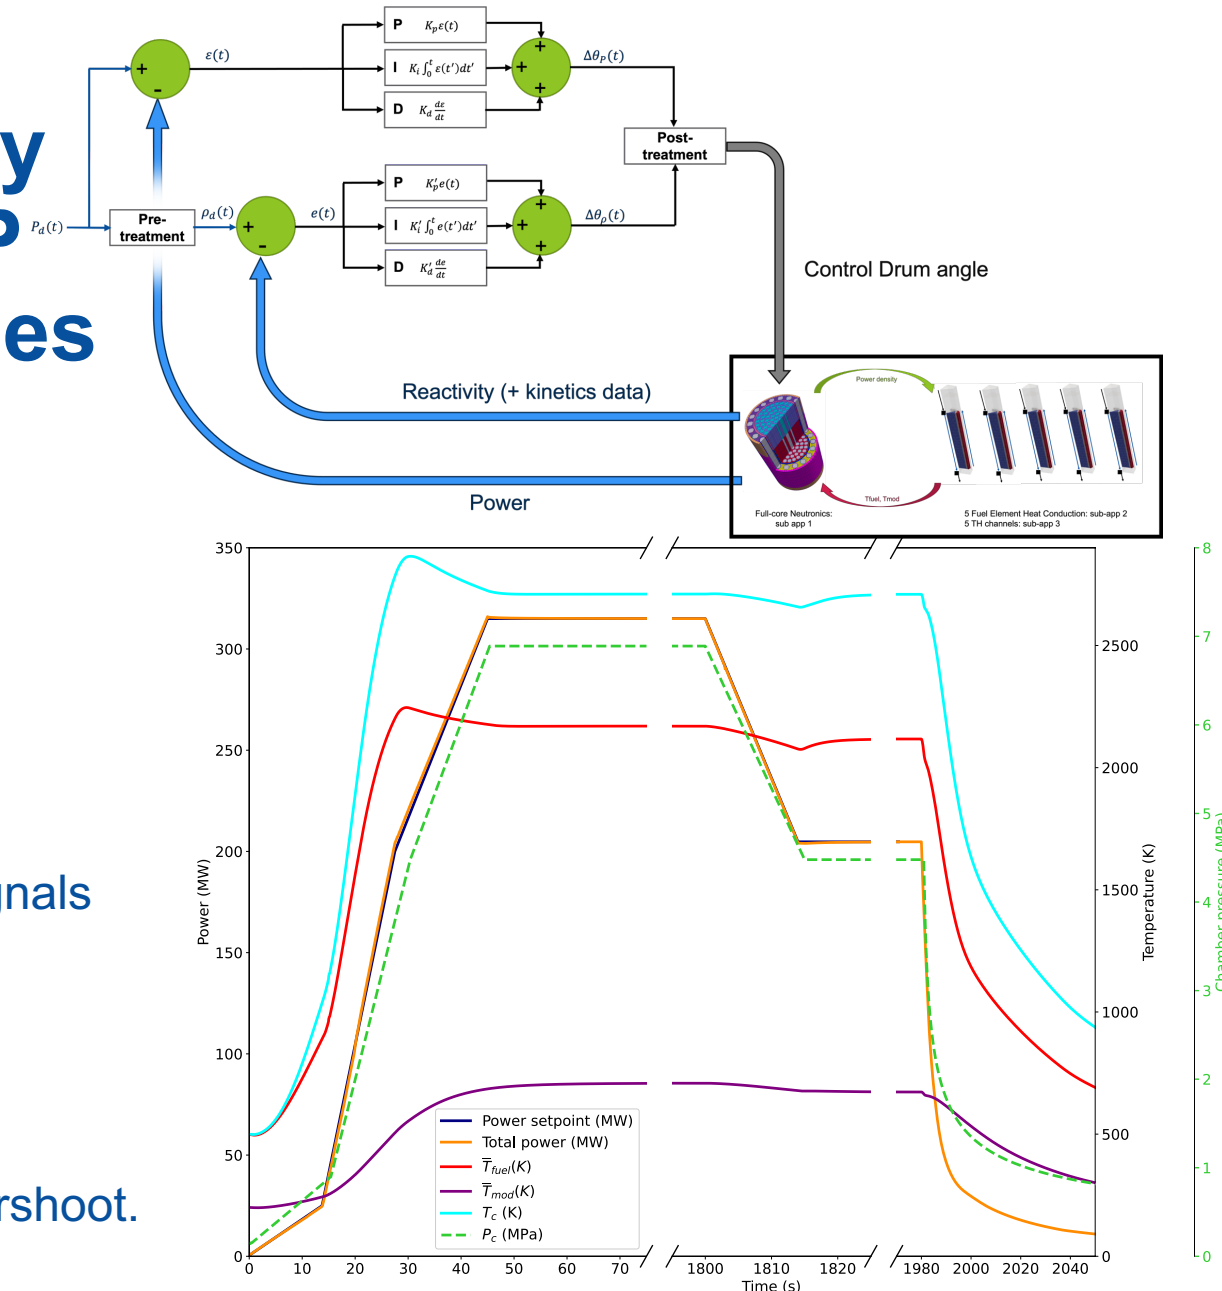 y
P
es
gnals
rshoot.
P K_p ε(t)
I K_i ∫_0^t ε(t′)dt′
D K_d dε/dt
+
-
ε(t)
+
+
+
Δθ_P(t)
Post-
treatment
P_d(t)
Pre-
treatment
ρ_d(t)
+
-
e(t)
P K′_p e(t)
I K′_i ∫_0^t e(t′)dt′
D K′_d de/dt
+
+
+
Δθ_ρ(t)
Control Drum angle
Reactivity (+ kinetics data)
Power
Power density
Tfuel, Tmod
Full-core Neutronics:
sub app 1
5 Fuel Element Heat Conduction: sub-app 2
5 TH channels: sub-app 3
350
300
250
200
150
100
50
0
Power (MW)
2500
2000
1500
1000
500
0
Temperature (K)
8
7
6
5
4
3
2
1
0
Chamber pressure (MPa)
Power setpoint (MW)
Total power (MW)
T̅_fuel(K)
T̅_mod(K)
T_c (K)
P_c (MPa)
0 10 20 30 40 50 60 70 1800 1810 1820 1980 2000 2020 2040
Time (s)